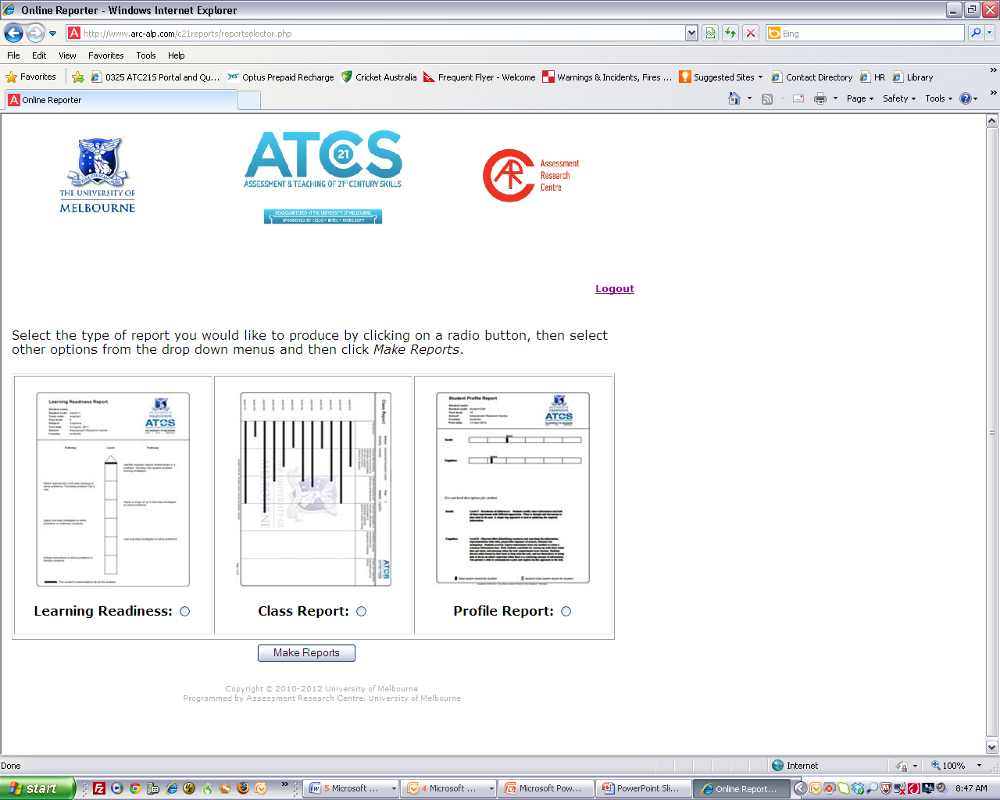 Online Reporter - Windows Internet Explorer
http://www.arc-alp.com/c21reports/reportselector.php
Bing
File Edit View Favorites Tools Help
Favorites
0325 ATC21S Portal and Qu...
Optus Prepaid Recharge
Cricket Australia
Frequent Flyer - Welcome
Warnings & Incidents, Fires ...
Suggested Sites
Contact Directory
HR
Library
Online Reporter
Page Safety Tools
THE UNIVERSITY OF
MELBOURNE
ATCS
21
ASSESSMENT & TEACHING OF 21ST CENTURY SKILLS
HEADQUARTERED AT THE UNIVERSITY OF MELBOURNE
SPONSORED BY CISCO • INTEL • MICROSOFT
Assessment
Research
Centre
Logout
Select the type of report you would like to produce by clicking on a radio button, then select
other options from the drop down menus and then click Make Reports.
Learning Readiness Report
Class Report
Student Profile Report
Learning Readiness:
Class Report:
Profile Report:
Make Reports
Copyright © 2010-2012 University of Melbourne
Programmed by Assessment Research Centre, University of Melbourne
Done
Internet
100%
start
5 Microsoft ...
4 Microsoft ...
Microsoft Pow...
PowerPoint Sli...
Online Report...
8:47 AM